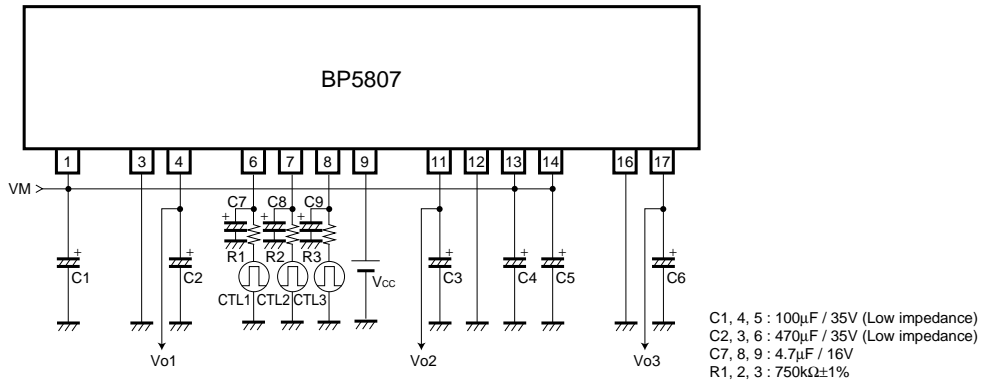 BP5807
1 3 4 6 7 8 9 11 12 13 14 16 17
VM
C7 C8 C9
+ + +
R1 R2 R3
+ + + + + +
C1 C2 Vcc C3 C4 C5 C6
CTL1 CTL2 CTL3
Vo1 Vo2 Vo3
C1, 4, 5 : 100μF / 35V (Low impedance)
C2, 3, 6 : 470μF / 35V (Low impedance)
C7, 8, 9 : 4.7μF / 16V
R1, 2, 3 : 750kΩ±1%